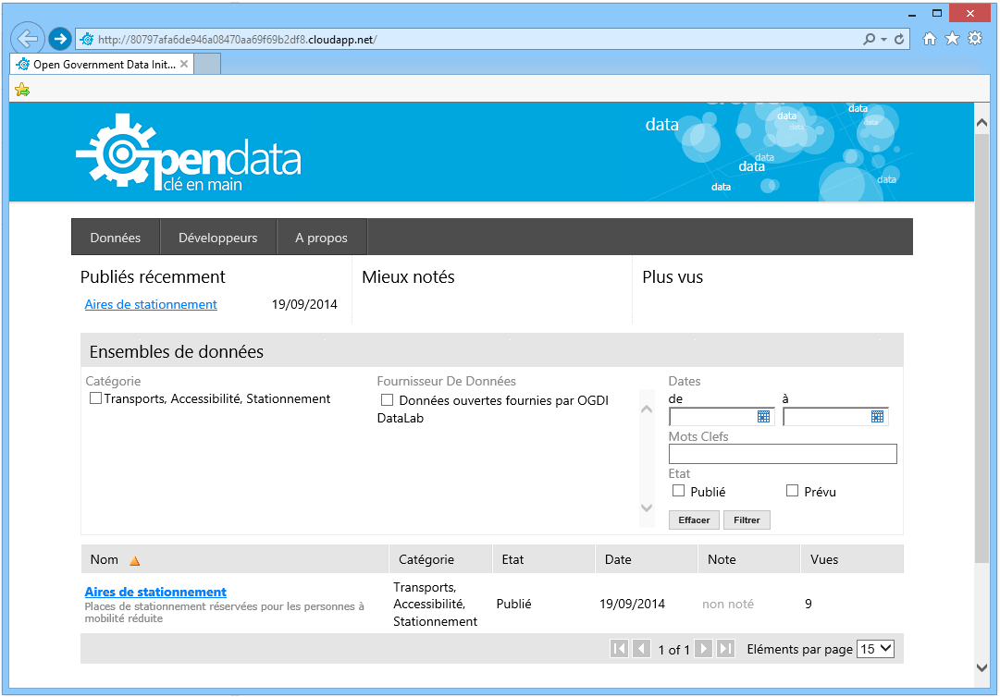 http://80797afa6de946a08470aa69f69b2df8.cloudapp.net/
Open Government Data Init...
Opendata
clé en main
data
data
data
data
data
data
data
data
data
Données
Développeurs
A propos
Publiés récemment
Mieux notés
Plus vus
Aires de stationnement 19/09/2014
Ensembles de données
Catégorie
Transports, Accessibilité, Stationnement
Fournisseur De Données
Données ouvertes fournies par OGDI
DataLab
Dates
de
à
Mots Clefs
Etat
Publié
Prévu
Effacer
Filtrer
Nom
Catégorie
Etat
Date
Note
Vues
Aires de stationnement
Places de stationnement réservées pour les personnes à
mobilité réduite
Transports,
Accessibilité,
Stationnement
Publié
19/09/2014
non noté
9
1 of 1
Eléments par page 15